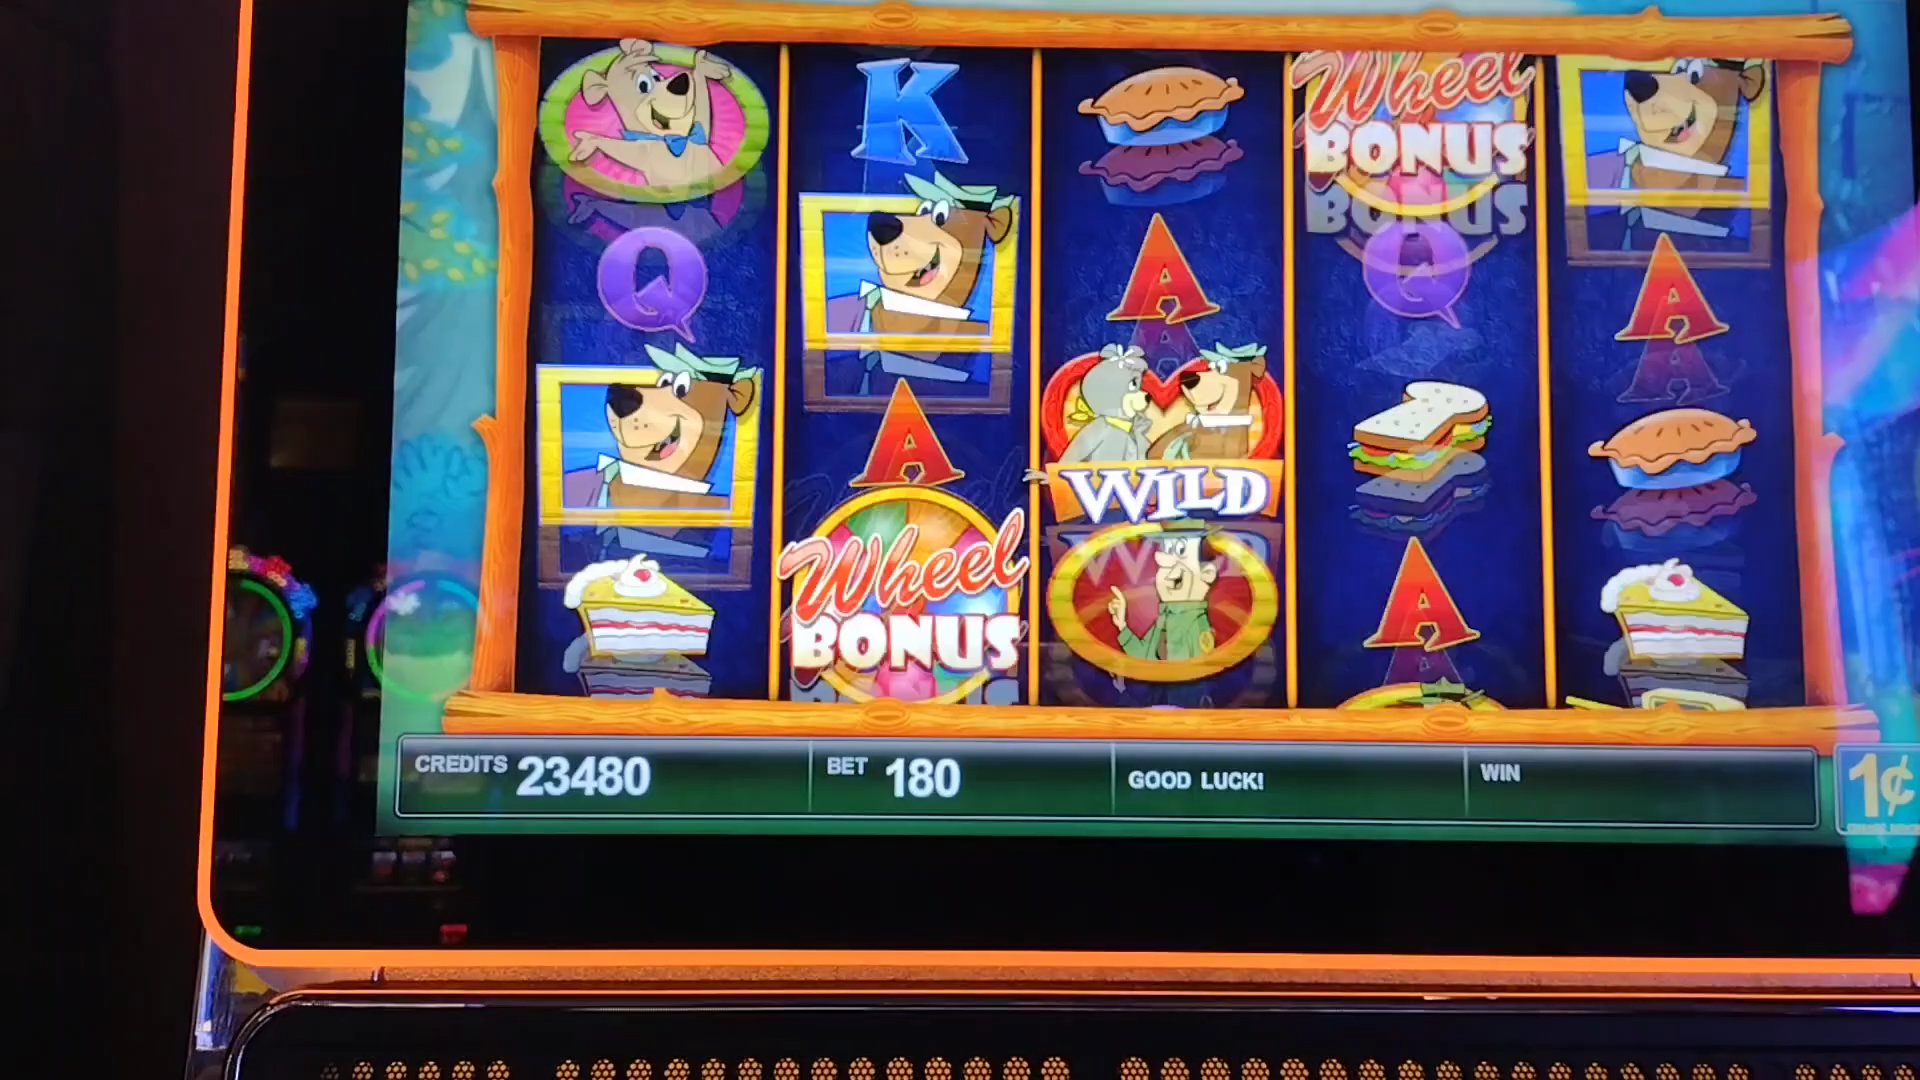 K
Wheel
BONUS
Q
A
Q
A
A
WILD
Wheel
BONUS
A
CREDITS 23480 BET 180 GOOD LUCK! WIN
1¢